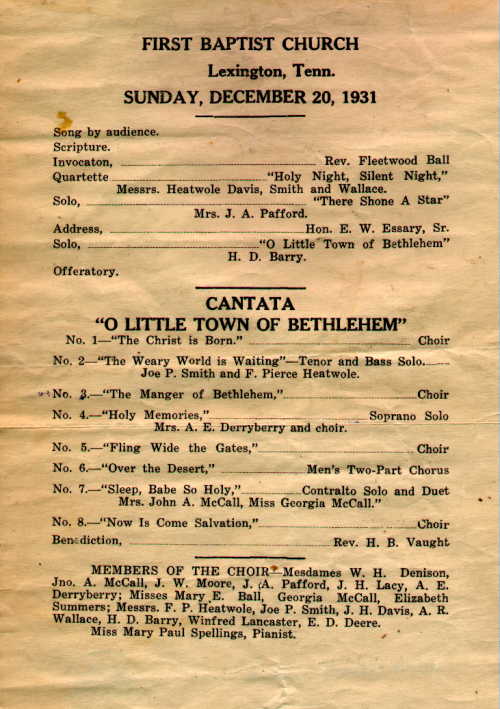 FIRST BAPTIST CHURCH
Lexington, Tenn.
SUNDAY, DECEMBER 20, 1931
Song by audience.
Scripture.
Invocaton, Rev. Fleetwood Ball
Quartette "Holy Night, Silent Night,"
Messrs. Heatwole Davis, Smith and Wallace.
Solo, "There Shone A Star"
Mrs. J. A. Pafford.
Address, Hon. E. W. Essary, Sr.
Solo, "O Little Town of Bethlehem"
H. D. Barry.
Offeratory.
CANTATA
"O LITTLE TOWN OF BETHLEHEM"
No. 1—"The Christ is Born." Choir
No. 2—"The Weary World is Waiting"—Tenor and Bass Solo.
Joe P. Smith and F. Pierce Heatwole.
No. 3.—"The Manger of Bethlehem," Choir
No. 4.—"Holy Memories," Soprano Solo
Mrs. A. E. Derryberry and choir.
No. 5.—"Fling Wide the Gates," Choir
No. 6.—"Over the Desert," Men's Two-Part Chorus
No. 7.—"Sleep, Babe So Holy," Contralto Solo and Duet
Mrs. John A. McCall, Miss Georgia McCall."
No. 8.—"Now Is Come Salvation," Choir
Benediction, Rev. H. B. Vaught
MEMBERS OF THE CHOIR—Mesdames W. H. Denison,
Jno. A. McCall, J. W. Moore, J. A. Pafford, J. H. Lacy, A. E.
Derryberry; Misses Mary E. Ball, Georgia McCall, Elizabeth
Summers; Messrs. F. P. Heatwole, Joe P. Smith, J. H. Davis, A. R.
Wallace, H. D. Barry, Winfred Lancaster, E. D. Deere.
Miss Mary Paul Spellings, Pianist.